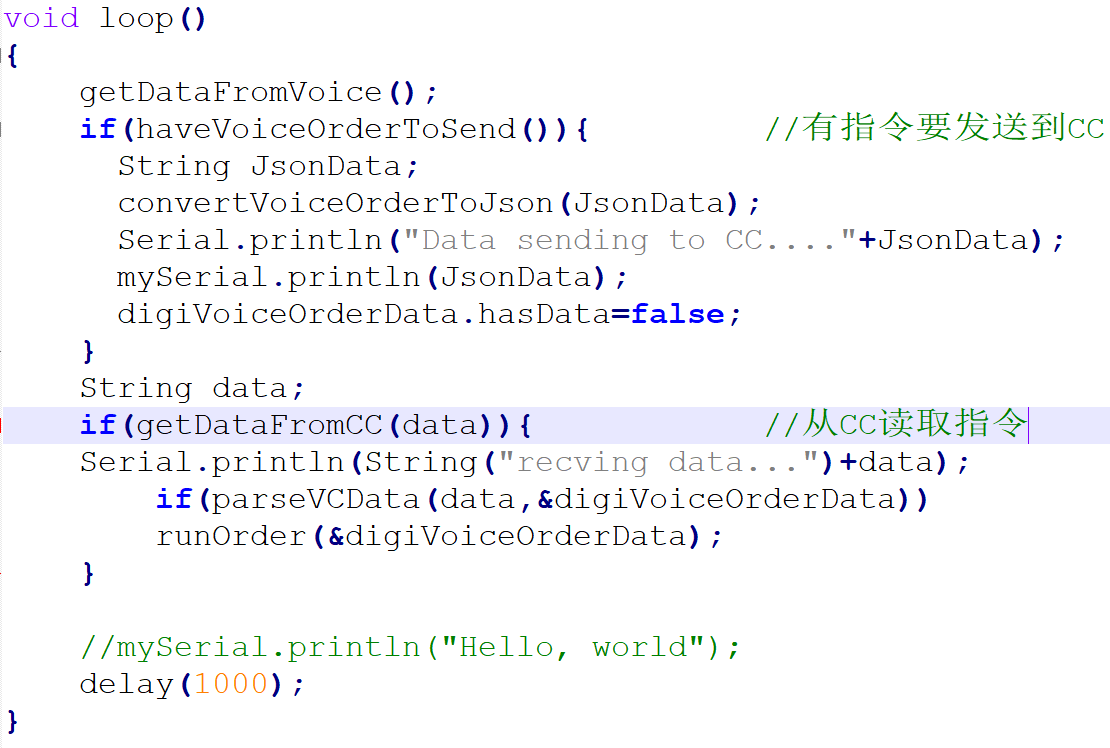 void loop()
{
    getDataFromVoice();
    if(haveVoiceOrderToSend()){         //有指令要发送到CC
      String JsonData;
      convertVoiceOrderToJson(JsonData);
      Serial.println("Data sending to CC...."+JsonData);
      mySerial.println(JsonData);
      digiVoiceOrderData.hasData=false;
    }
    String data;
    if(getDataFromCC(data)){            //从CC读取指令
    Serial.println(String("recving data...")+data);
        if(parseVCData(data,&digiVoiceOrderData))
        runOrder(&digiVoiceOrderData);
    }

    //mySerial.println("Hello, world");
    delay(1000);
}